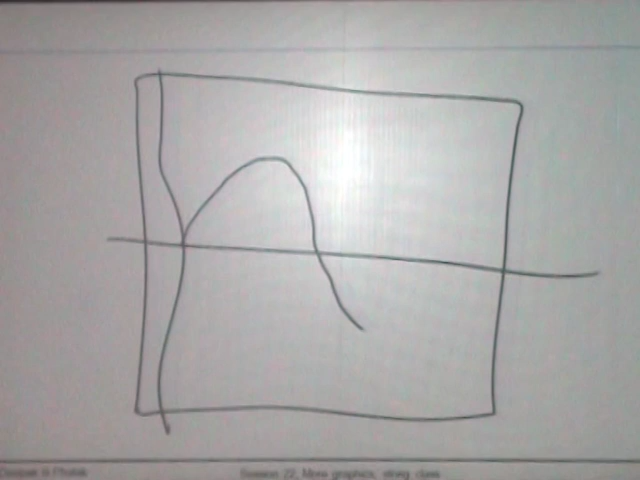 Deepak B Phatak
Session 22, More graphics, string class